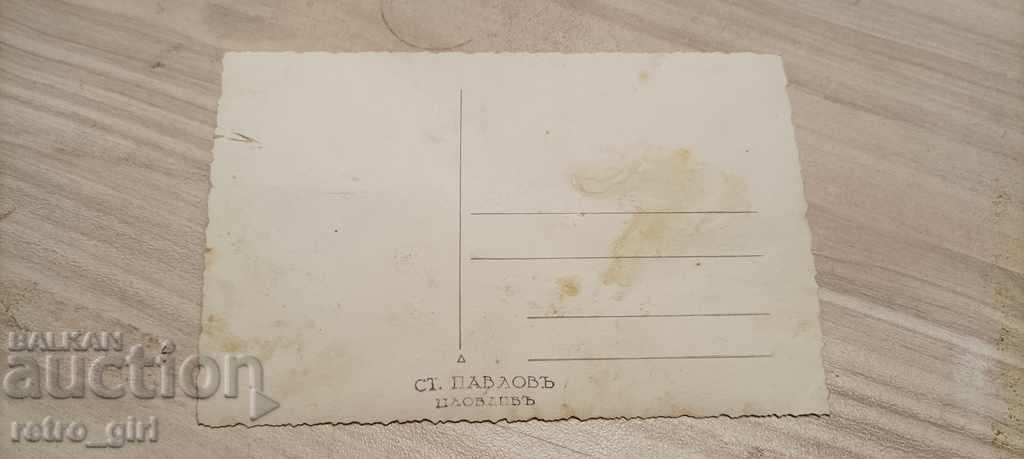 СТ. ПАВЛОВЪ
ПЛОВДИВЪ
BALKAN
auction
retro_girl